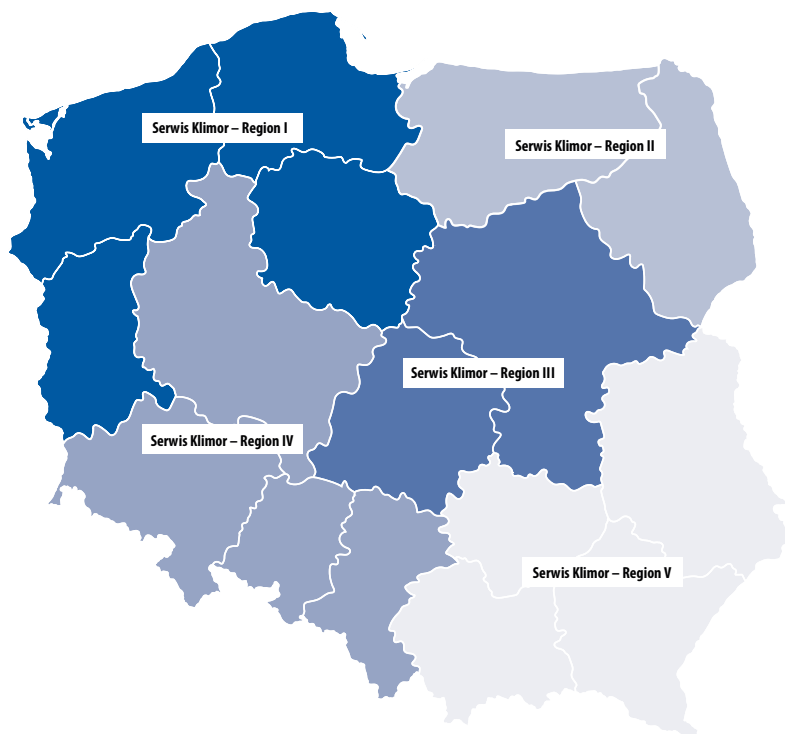 Serwis Klimor – Region I
Serwis Klimor – Region II
Serwis Klimor – Region III
Serwis Klimor – Region IV
Serwis Klimor – Region V